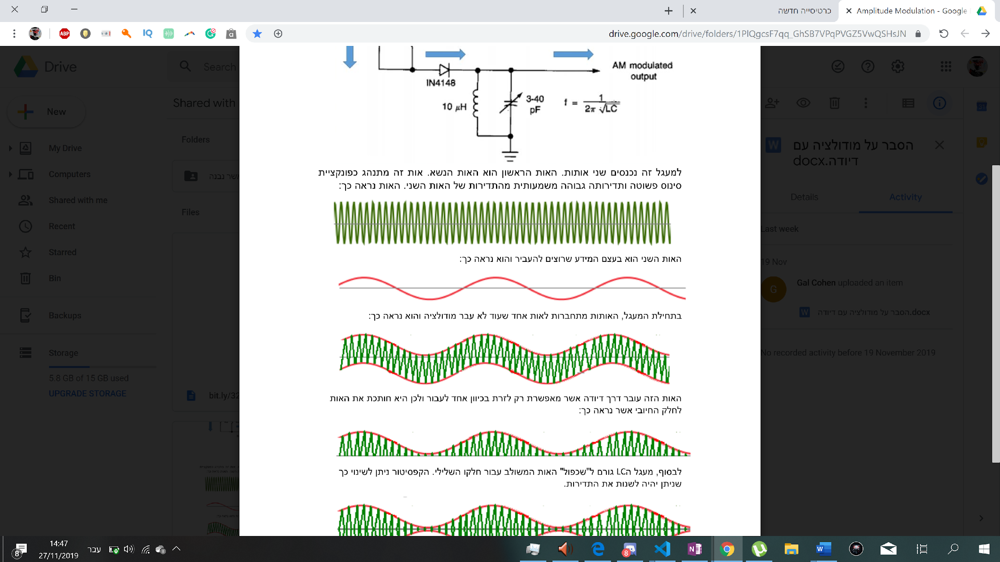 Amplitude Modulation - Google
כרטיסייה חדשה
drive.google.com/drive/folders/1PlQgcsF7qq_GhSB7VPqPVGZ5VwQSHsJN
ABP
IQ
Drive
Search
New
Shared with
My Drive
Computers
Shared with me
Recent
Starred
Bin
Backups
Storage
5.8 GB of 15 GB used
UPGRADE STORAGE
Folders
אשר נבנה
Files
bit.ly/32
AM modulated
output
IN4148
10 μH
3-40
pF
f = 1 / 2π √LC
למעגל זה נכנסים שני אותות. האות הראשון הוא האות הנשא. אות זה מתנהג כפונקציית
סינוס פשוטה ותדירותה גבוהה משמעותית מהתדירות של האות השני. האות נראה כך:
האות השני הוא בעצם המידע שרוצים להעביר והוא נראה כך:
בתחילת המעגל, האותות מתחברות לאות אחד שעוד לא עבר מודולציה והוא נראה כך:
האות הזה עובר דרך דיודה אשר מאפשרת רק לזרת בכיוון אחד לעבור ולכן היא חותכת את האות
לחלק החיובי אשר נראה כך:
לבסוף, מעגל הLC גורם ל"שכפול" האות המשולב עבור חלקו השלילי. הקפסיטור ניתן לשינוי כך
שניתן יהיה לשנות את התדירות.
הסבר על מודולציה עם
דיודה.docx
Details
Activity
Last week
19 Nov
G
Gal Cohen uploaded an item
הסבר על מודולציה עם דיודה.docx
No recorded activity before 19 November 2019
31
14:47
27/11/2019
עבר
8
8